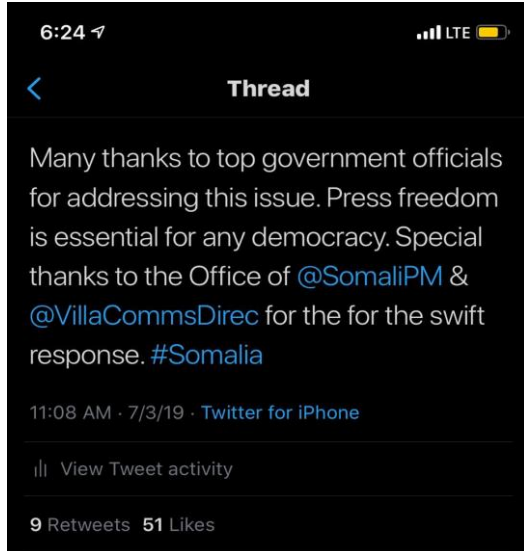 6:24
LTE
Thread
Many thanks to top government officials
for addressing this issue. Press freedom
is essential for any democracy. Special
thanks to the Office of @SomaliPM &
@VillaCommsDirec for the for the swift
response. #Somalia
11:08 AM · 7/3/19 · Twitter for iPhone
View Tweet activity
9 Retweets 51 Likes